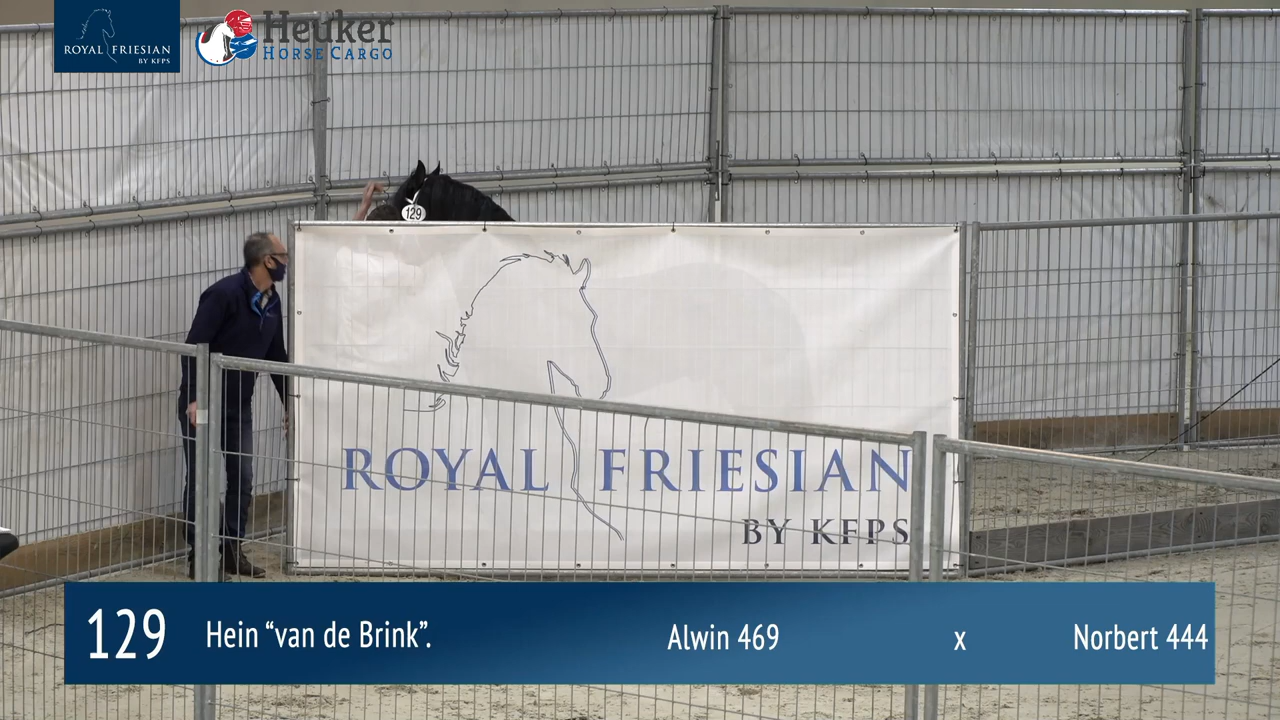 ROYAL FRIESIAN
BY KFPS
Heuker
HORSE CARGO
129
ROYAL FRIESIAN
BY KFPS
129 Hein “van de Brink”. Alwin 469 x Norbert 444